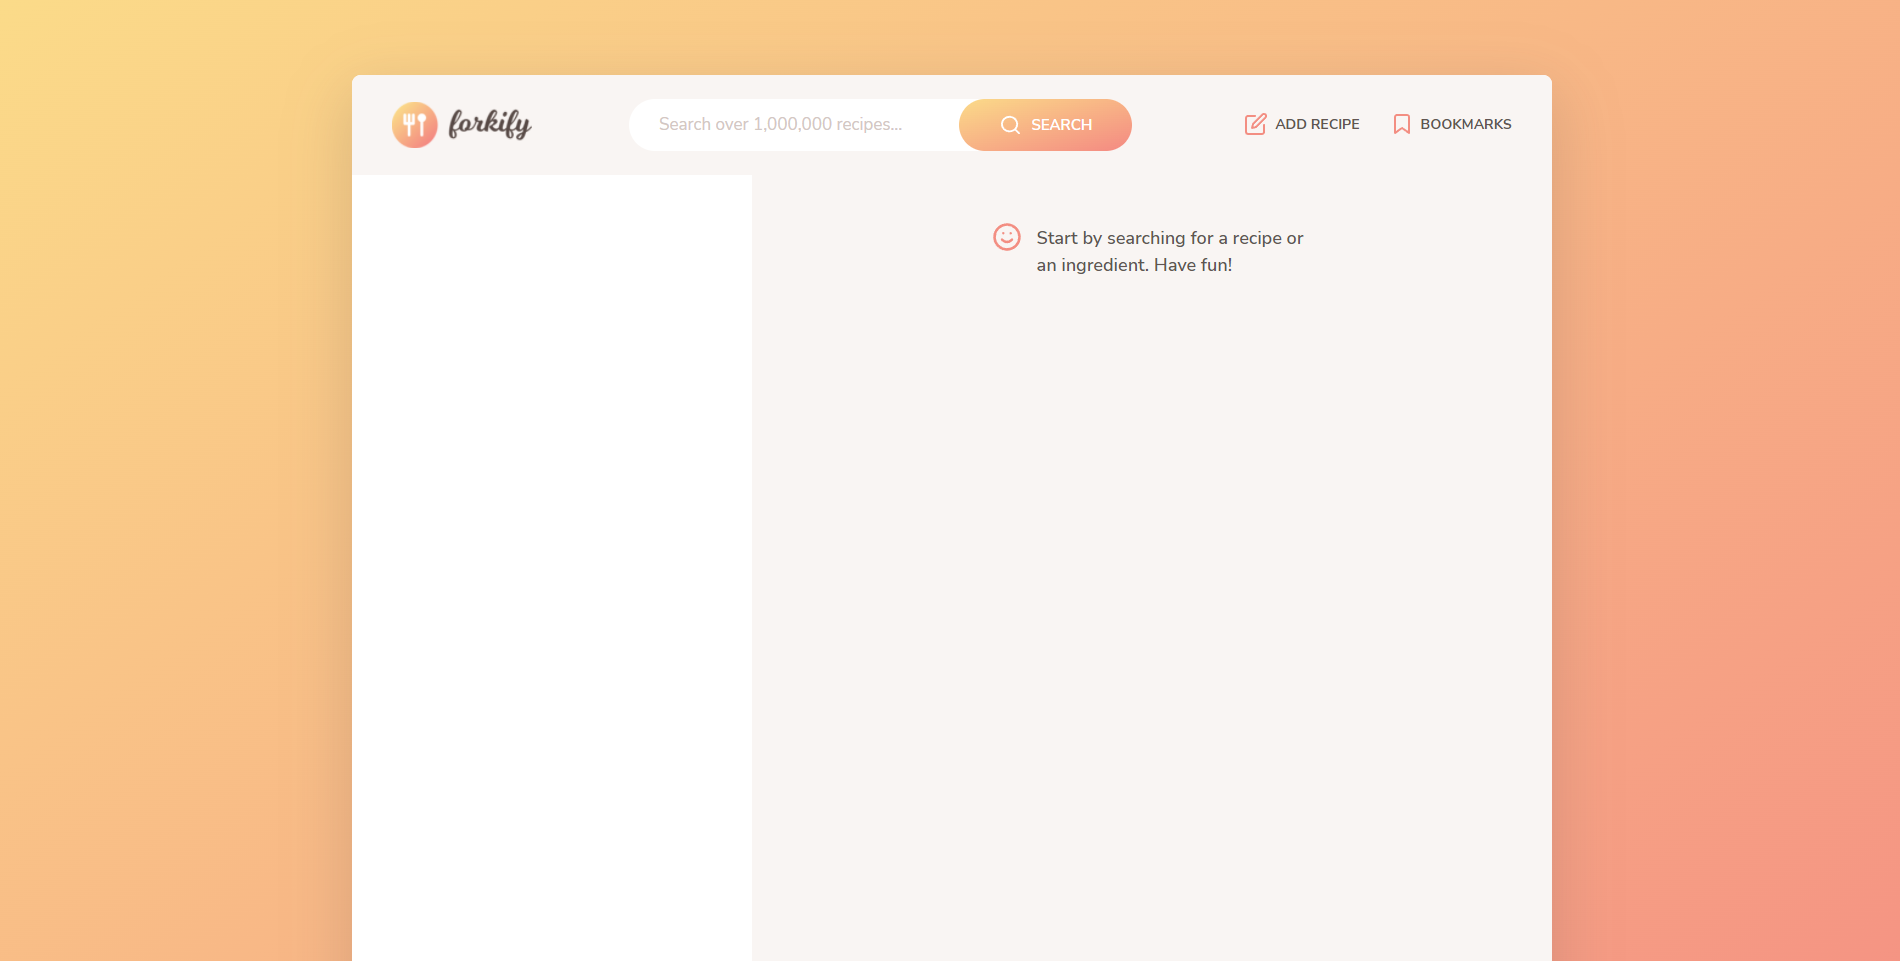 forkify
Search over 1,000,000 recipes...
SEARCH
ADD RECIPE
BOOKMARKS
Start by searching for a recipe or
an ingredient. Have fun!